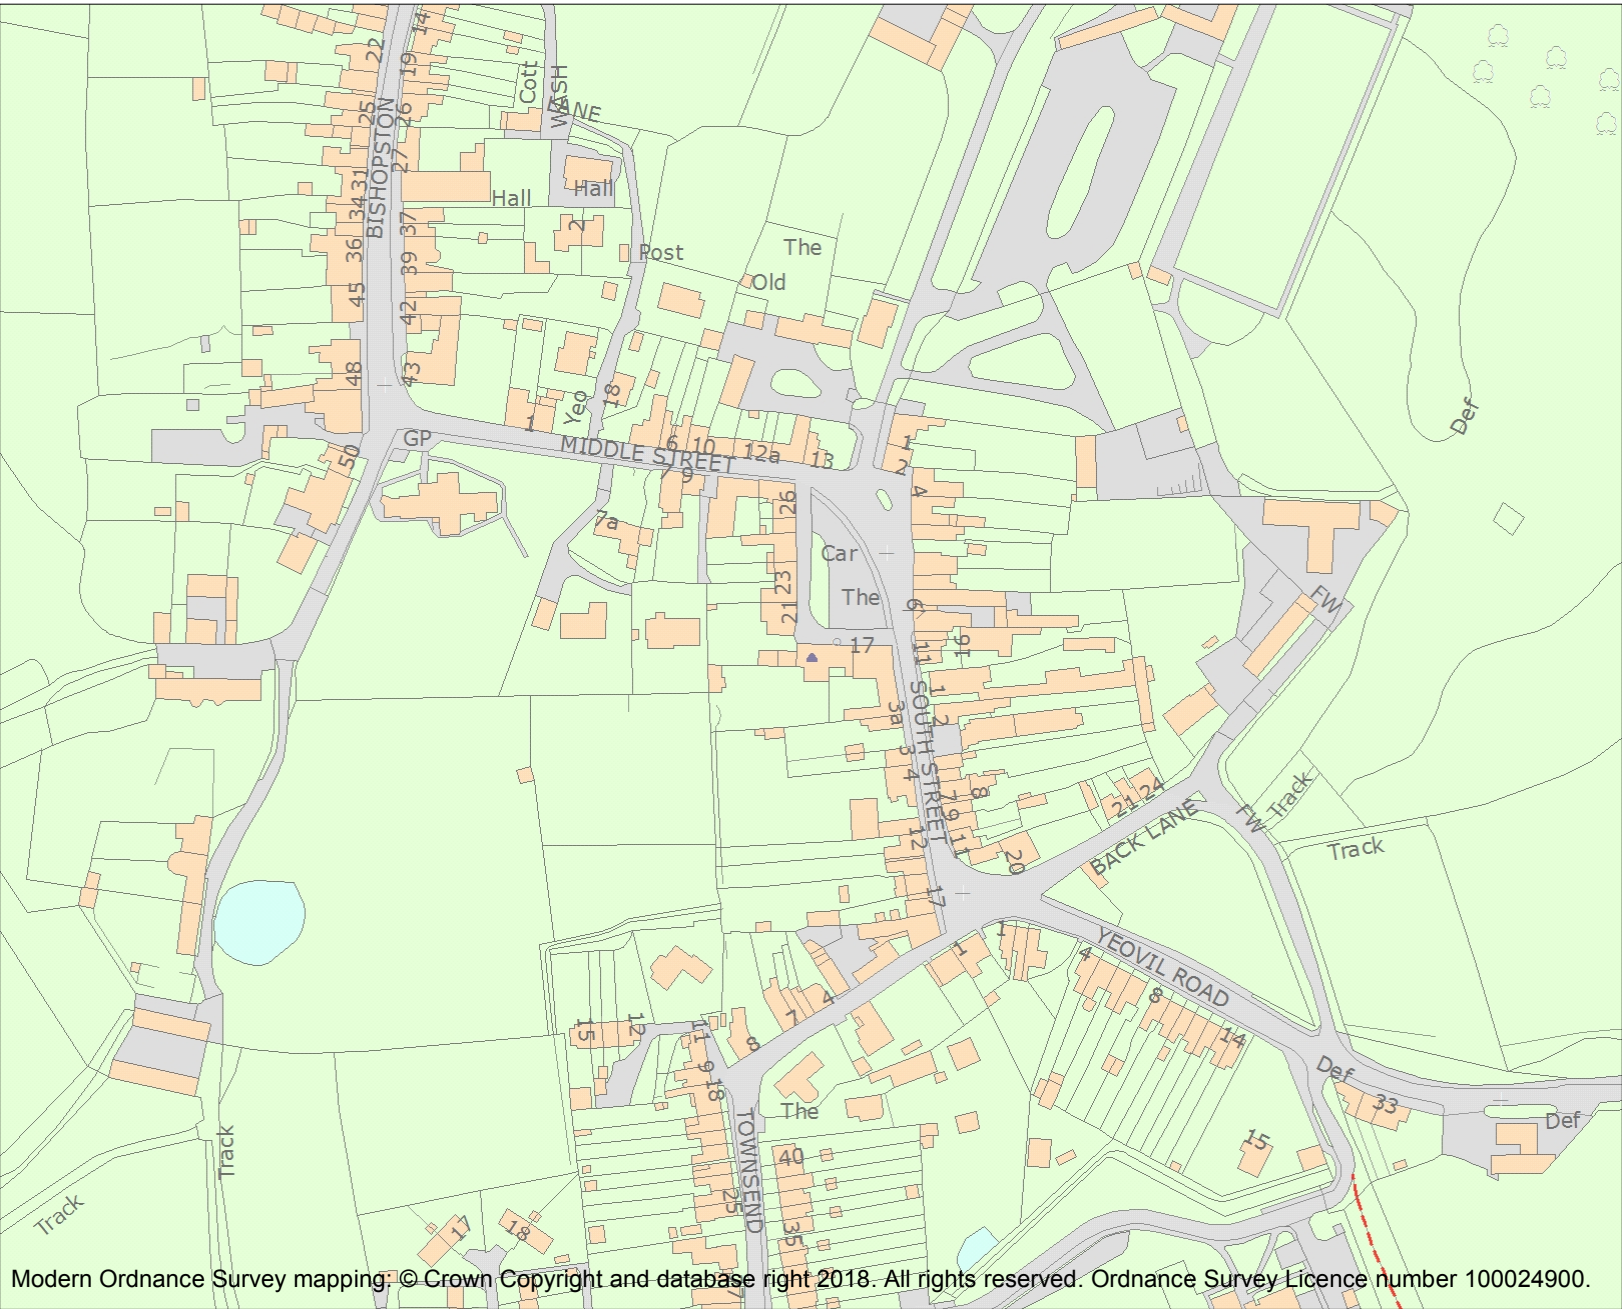 14
22
19
Cott
WASH
LANE
25
26
BISHOPSTON
27
31
Hall
Hall
34
37
2
36
39
Post
The
Old
45
42
48
43
18
Yeo
1
GP
50
MIDDLE STREET
6
10
12a
13
1
2
7
9
4
26
7a
Car
23
The
6
21
FW
17
11
16
1
SOUTH STREET
3a
2
3
4
7
8
9
21
24
Track
FW
BACK LANE
12
11
20
Track
17
Def
1
1
4
YEOVIL ROAD
8
4
7
14
15
12
11
8
9
18
The
Def
33
Def
TOWNSEND
15
40
Track
25
35
Track
17
18
Modern Ordnance Survey mapping: © Crown Copyright and database right 2018. All rights reserved. Ordnance Survey Licence number 100024900.